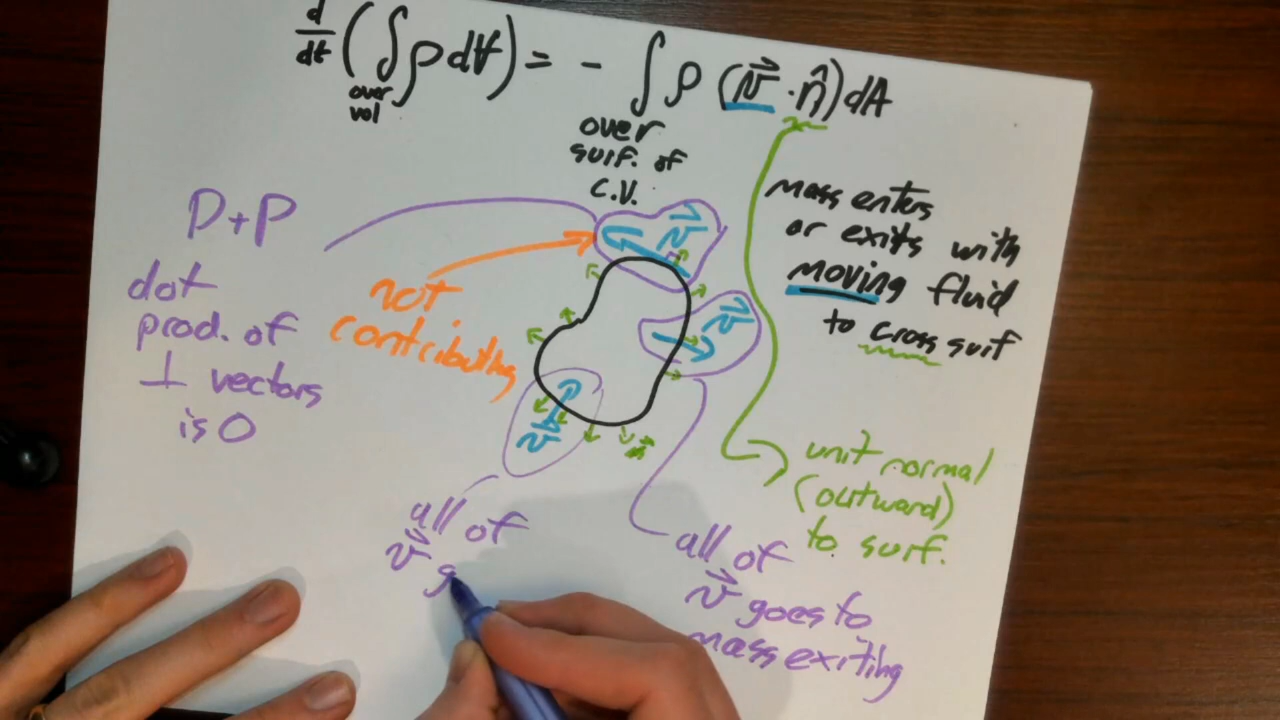 d/dt (∫ρdV) = - ∫ρ (v⃗ · n̂) dA
over
vol
over
surf. of
C.V.
mass enters
or exits with
moving fluid
to cross surf
D+P
dot
prod. of
⊥ vectors
is 0
not
contributing
v⃗
v⃗
v⃗
n⃗
unit normal
(outward)
to surf.
all of
v⃗ g
all of
v⃗ goes to
mass exiting